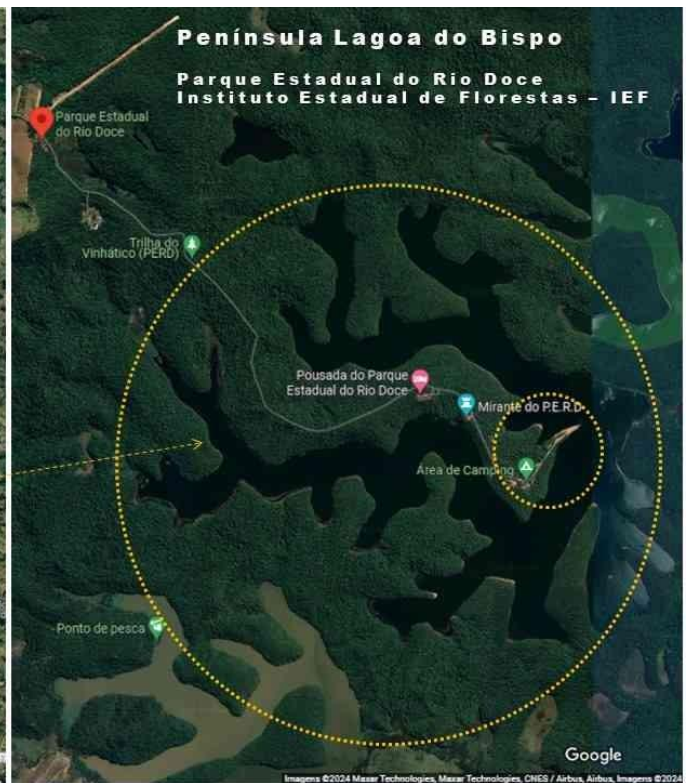 Península Lagoa do Bispo
Parque Estadual do Rio Doce
Instituto Estadual de Florestas – IEF
Parque Estadual
do Rio Doce
Trilha do
Vinhático (PERD)
Pousada do Parque
Estadual do Rio Doce
Mirante do P.E.R.D
Área de Camping
Ponto de pesca
Google
Imagens ©2024 Maxar Technologies, Maxar Technologies, CNES / Airbus, Airbus, Imagens ©2024